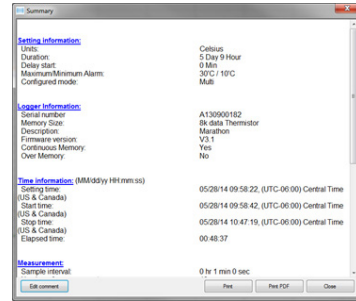 Summary
Setting information:
Units: Celsius
Duration: 5 Day 9 Hour
Delay start: 0 Min
Maximum/Minimum Alarm: 30'C / 10'C
Configured mode: Multi
Logger Information:
Serial number A130900182
Memory Size: 8k data Thermistor
Description: Marathon
Firmware version: V3.1
Continuous Memory: Yes
Over Memory: No
Time information: (MM/dd/yy HH:mm:ss)
Setting time: 05/28/14 09:58:22, (UTC-06:00) Central Time
(US & Canada)
Start time: 05/28/14 09:58:42, (UTC-06:00) Central Time
(US & Canada)
Stop time: 05/28/14 10:47:19, (UTC-06:00) Central Time
(US & Canada)
Elapsed time: 00:48:37
Measurement:
Sample interval: 0 hr 1 min 0 sec
Edit comment Print Print PDF Close